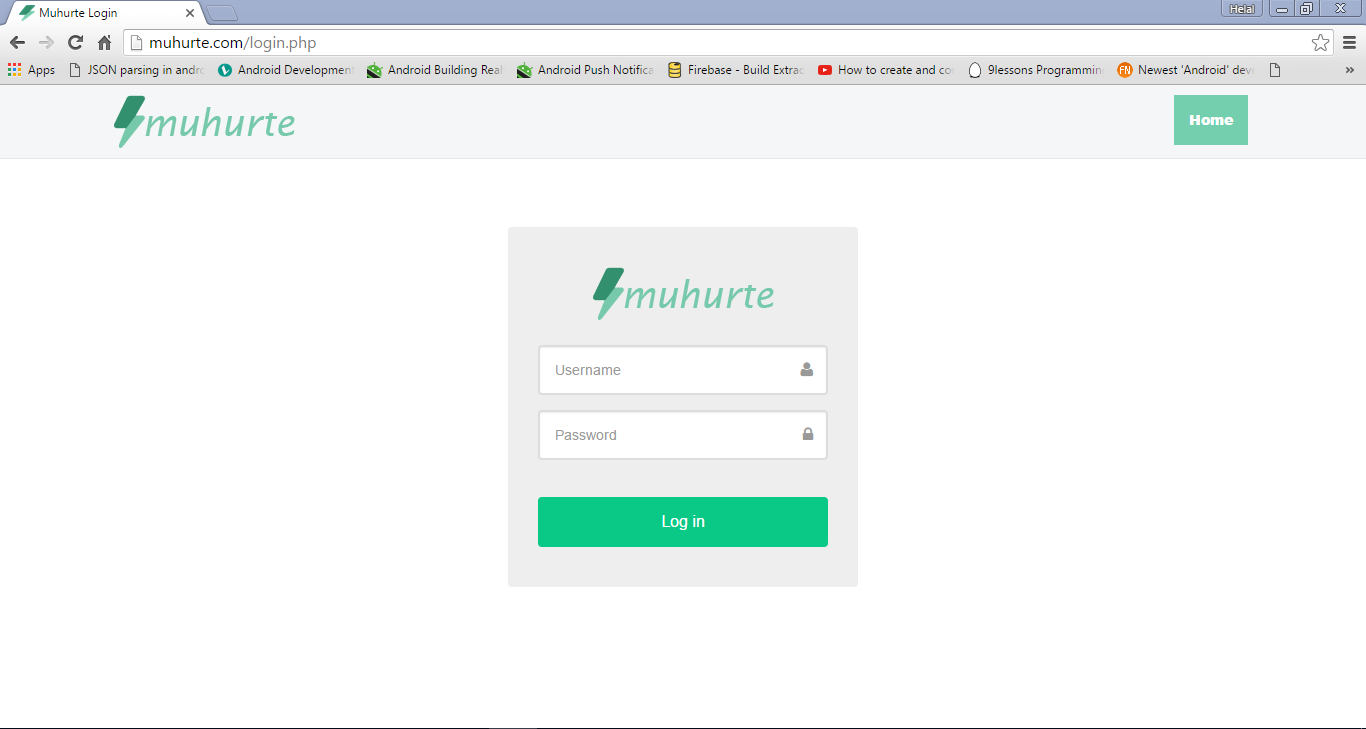 Muhurte Login
Helal
muhurte.com/login.php
Apps JSON parsing in andro Android Development Android Building Rea Android Push Notifica Firebase - Build Extrac How to create and co 9lessons Programmin FN Newest 'Android' dev »
muhurte
Home
muhurte
Username
Password
Log in